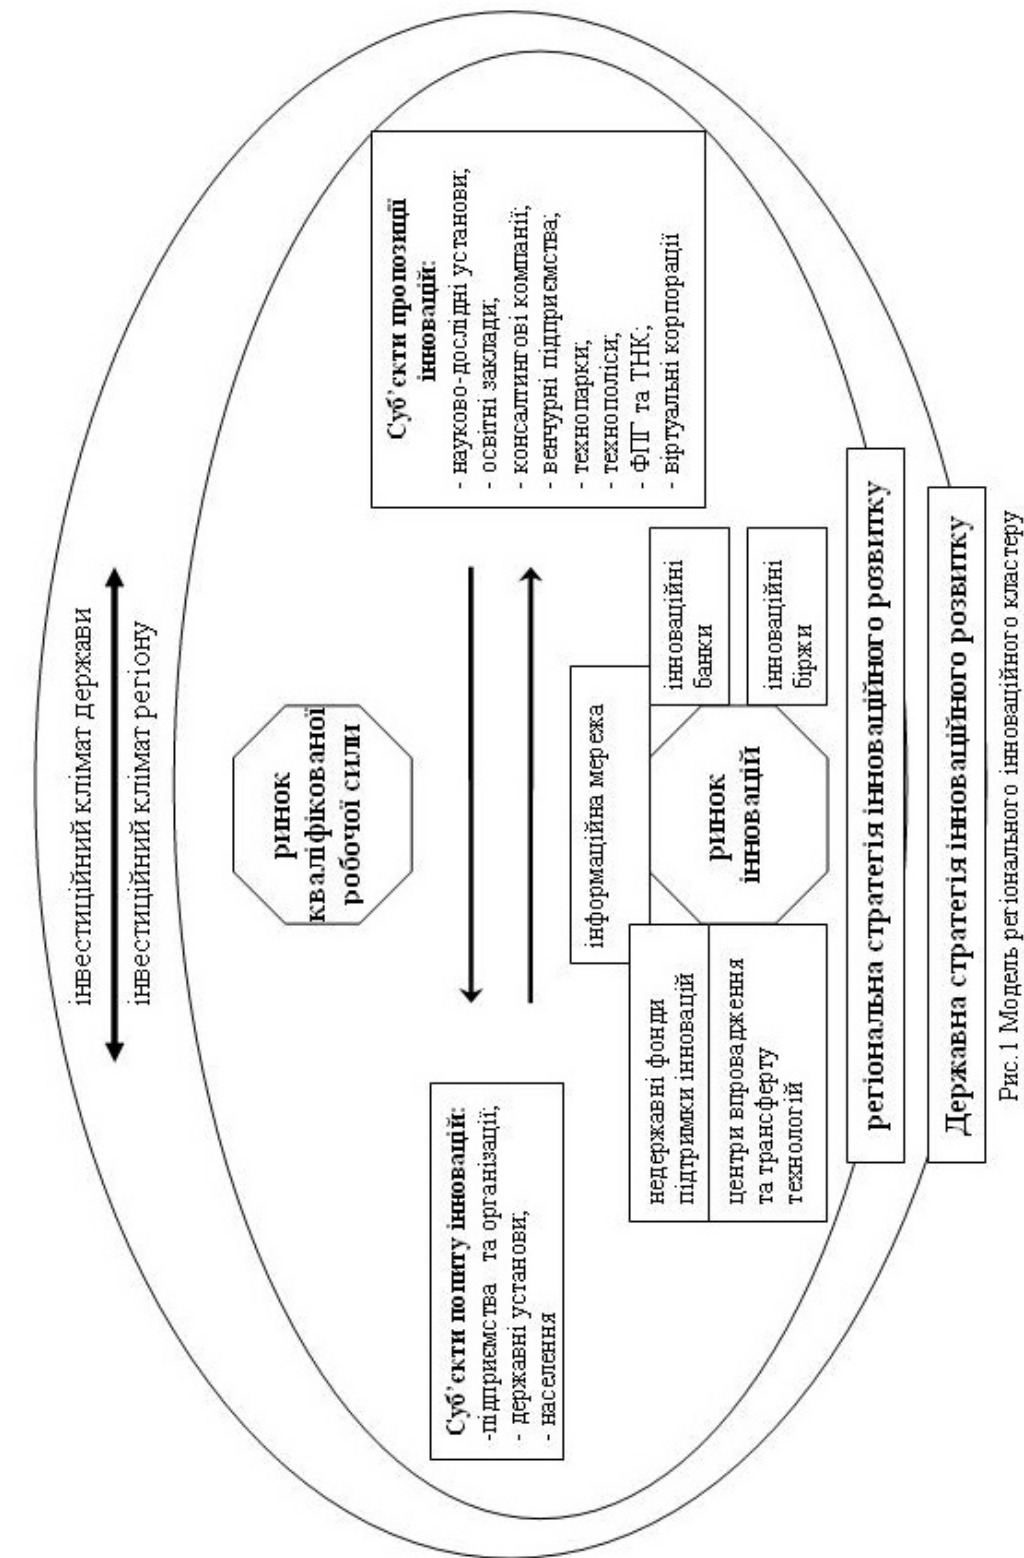 інвестиційний клімат держави
інвестиційний клімат регіону
ринок
кваліфікованої
робочої сили
Суб’єкти попиту інновацій:
-підприємства та організації;
- державні установи;
- населення
Суб’єкти пропозиції
інновацій:
- науково-дослідні установи;
- освітні заклади;
- консалтингові компанії;
- венчурні підприємства;
- технопарки;
- технополіси;
- ФПГ та ТНК;
- віртуальні корпорації
інформаційна мережа
недержавні фонди
підтримки інновацій
центри впровадження
та трансферту
технологій
ринок
інновацій
інноваційні
банки
інноваційні
біржи
регіональна стратегія інноваційного розвитку
Державна стратегія інноваційного розвитку
Рис.1 Модель регіонального інноваційного кластеру